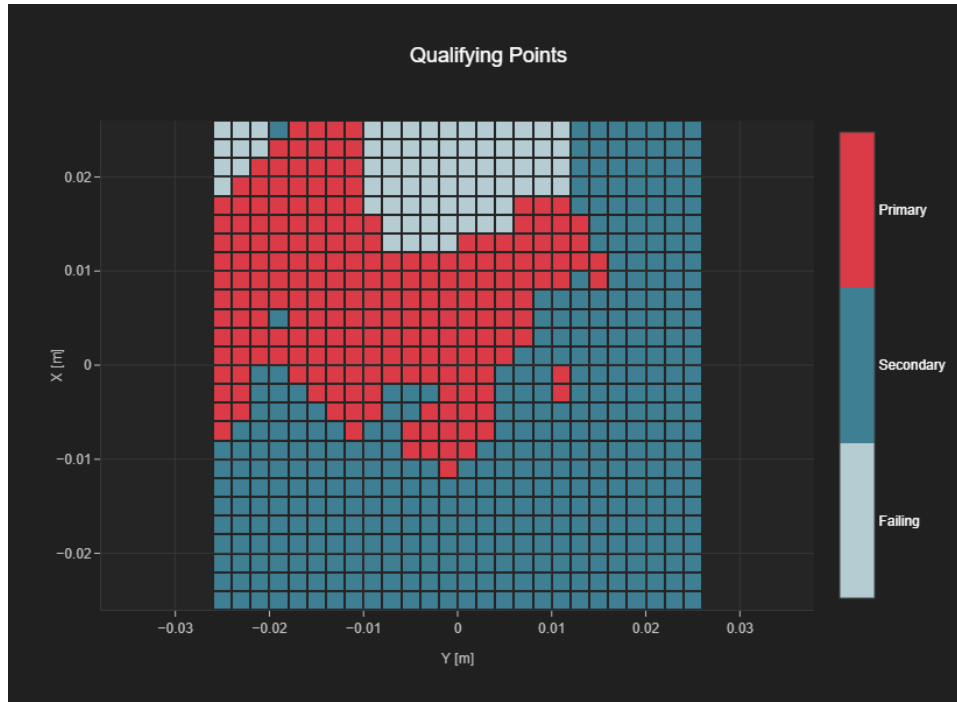 Qualifying Points
0.02
0.01
0
−0.01
−0.02
X [m]
−0.03
−0.02
−0.01
0
0.01
0.02
0.03
Y [m]
Primary
Secondary
Failing